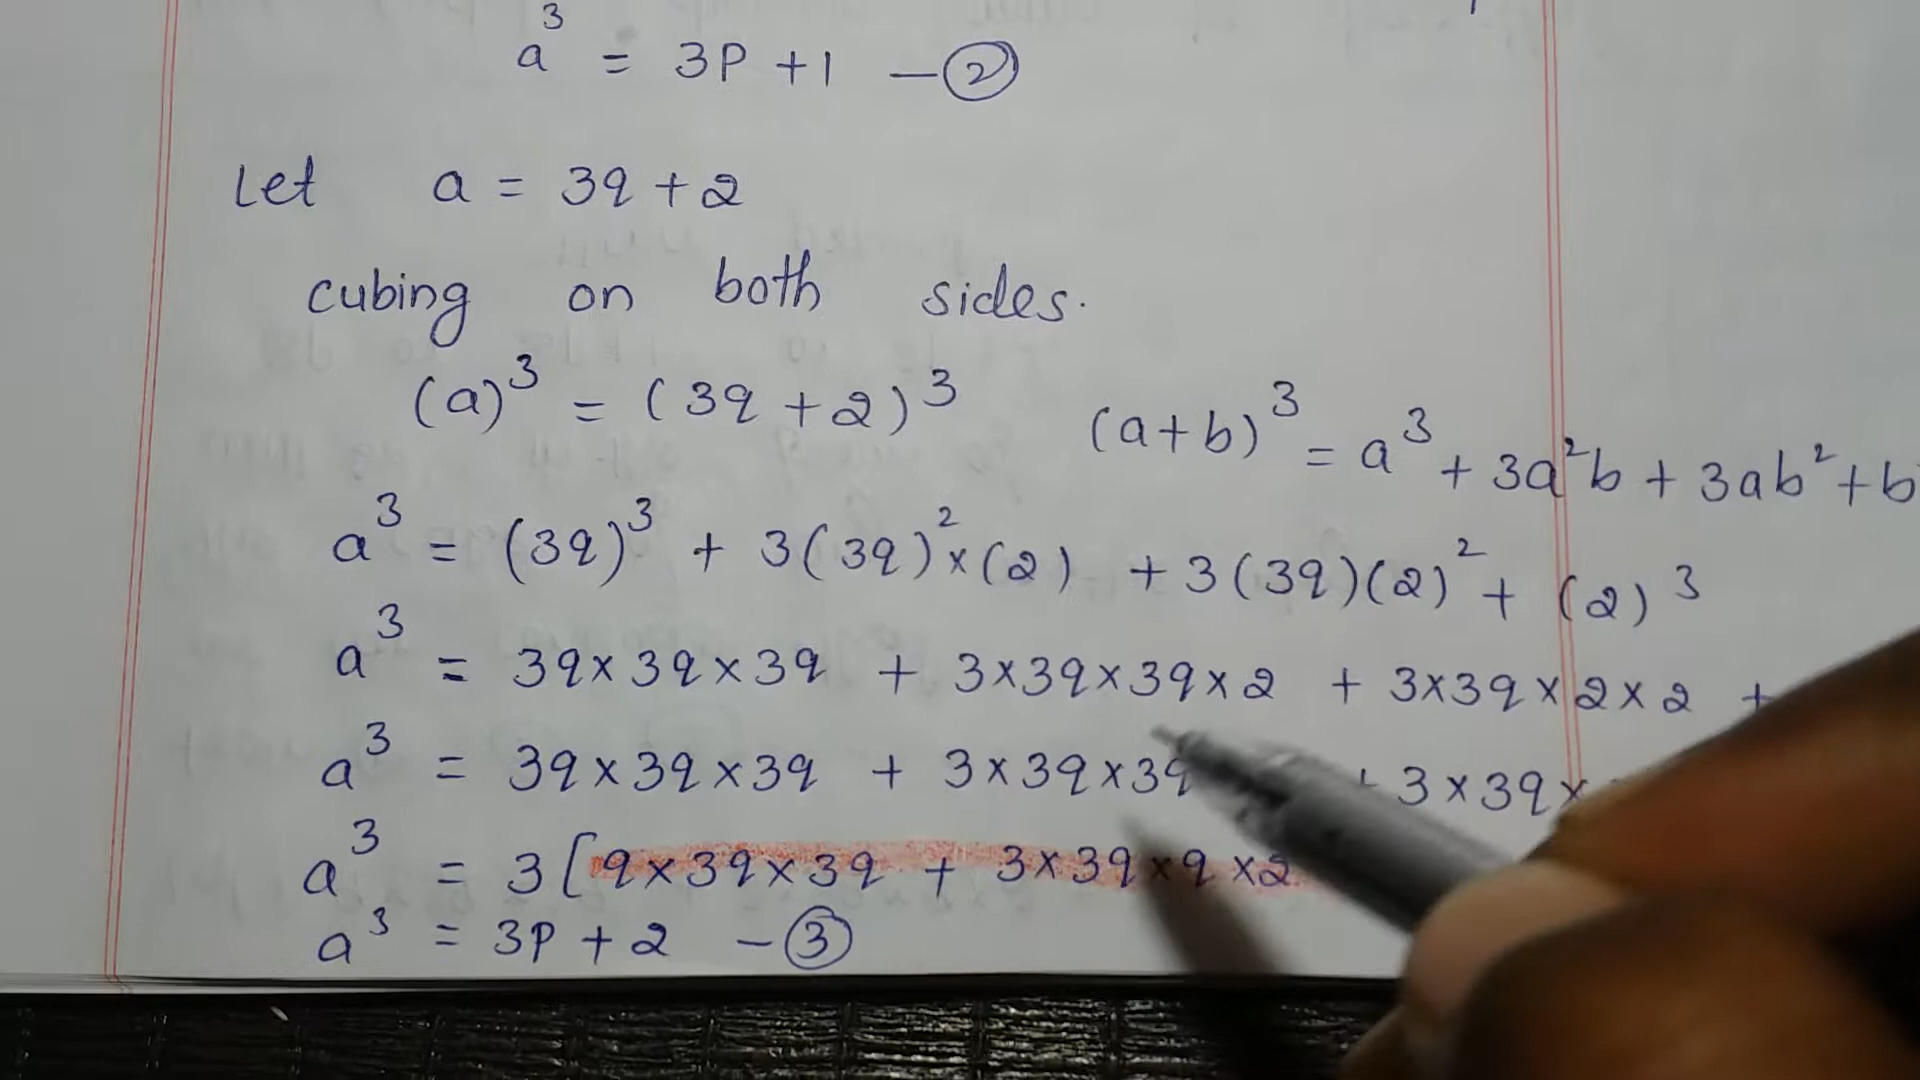 a³ = 3P + 1 — ②
Let a = 3q + 2
cubing on both sides.
(a)³ = (3q + 2)³
(a+b)³ = a³ + 3a²b + 3ab² + b
a³ = (3q)³ + 3(3q)² × (2) + 3(3q)(2)² + (2)³
a³ = 3q × 3q × 3q + 3 × 3q × 3q × 2 + 3 × 3q × 2 × 2 +
a³ = 3q × 3q × 3q + 3 × 3q × 3q + 3 × 3q ×
a³ = 3 [ q × 3q × 3q + 3 × 3q × q × 2
a³ = 3P + 2 — ③